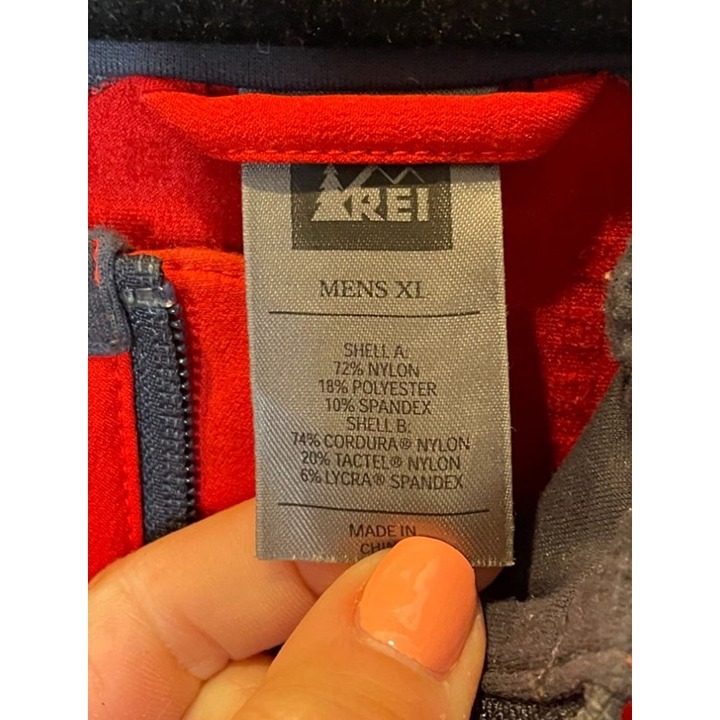 REI
MENS XL
SHELL A:
72% NYLON
18% POLYESTER
10% SPANDEX
SHELL B:
74% CORDURA® NYLON
20% TACTEL® NYLON
6% LYCRA® SPANDEX
MADE IN